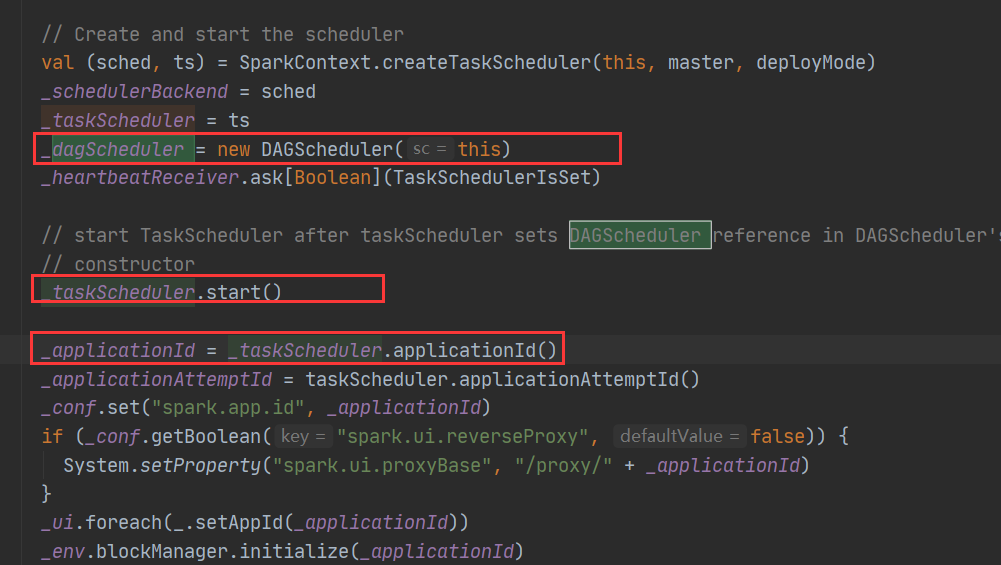 // Create and start the scheduler
val (sched, ts) = SparkContext.createTaskScheduler(this, master, deployMode)
_schedulerBackend = sched
_taskScheduler = ts
_dagScheduler = new DAGScheduler( sc = this)
_heartbeatReceiver.ask[Boolean](TaskSchedulerIsSet)
// start TaskScheduler after taskScheduler sets DAGScheduler reference in DAGScheduler's
// constructor
_taskScheduler.start()
_applicationId = _taskScheduler.applicationId()
_applicationAttemptId = taskScheduler.applicationAttemptId()
_conf.set("spark.app.id", _applicationId)
if (_conf.getBoolean( key = "spark.ui.reverseProxy", defaultValue = false)) {
System.setProperty("spark.ui.proxyBase", "/proxy/" + _applicationId)
}
_ui.foreach(_.setAppId(_applicationId))
_env.blockManager.initialize(_applicationId)